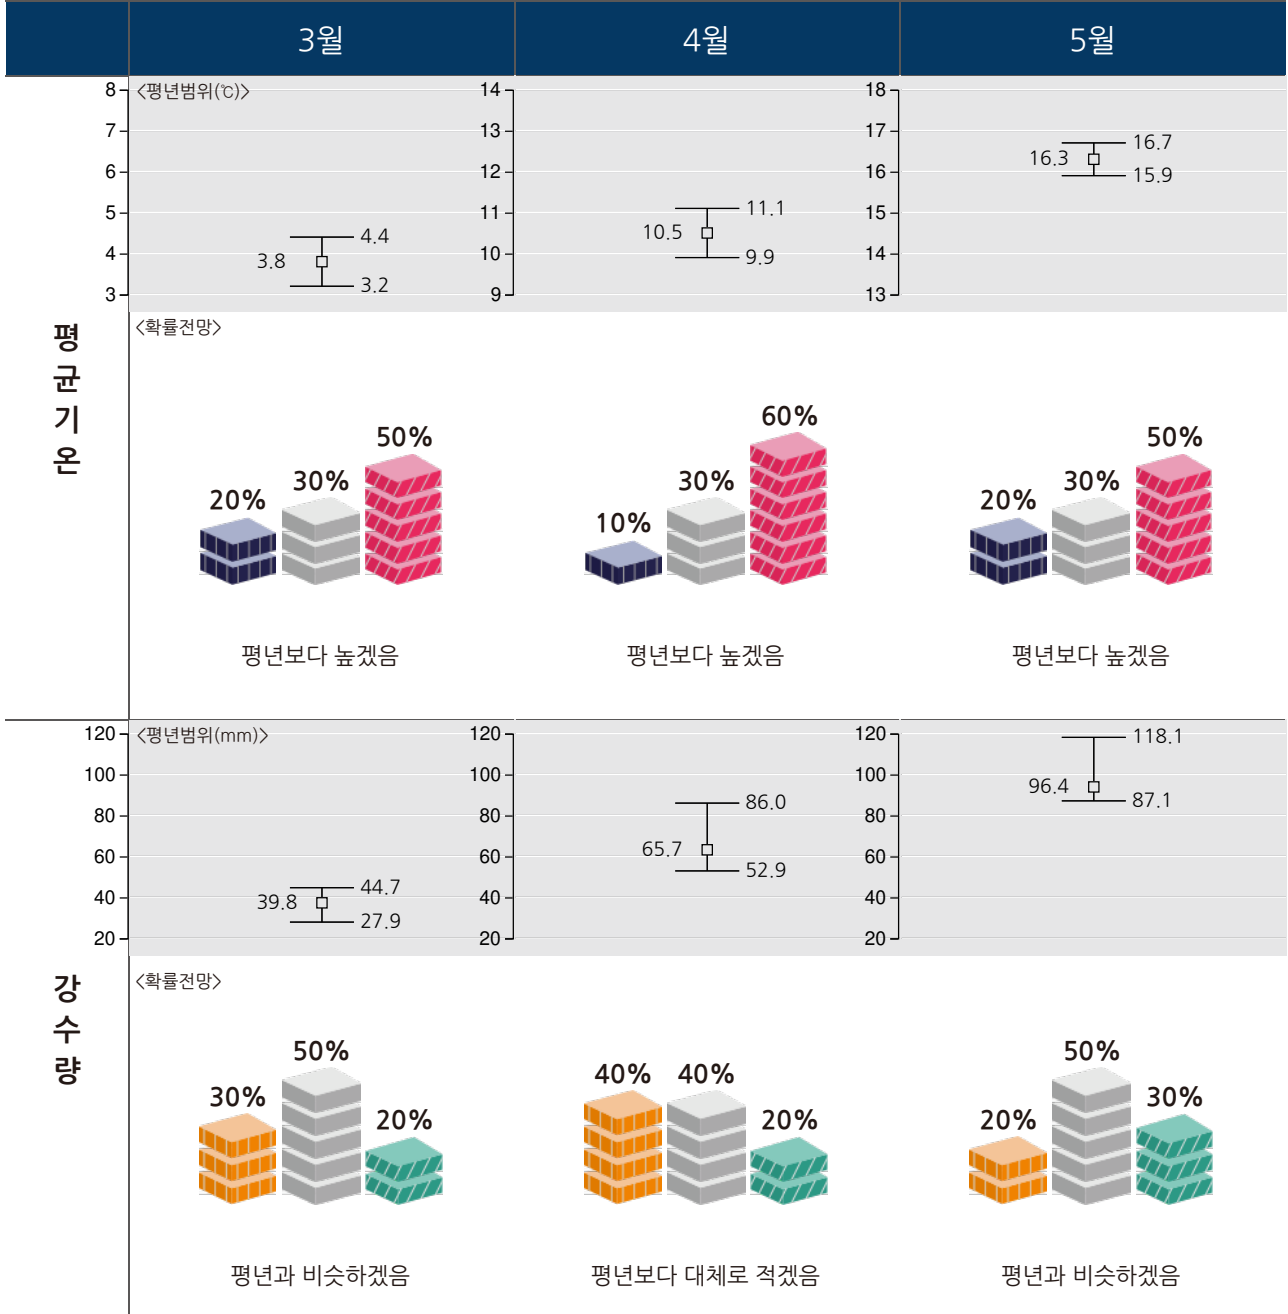 3월 4월 5월
<평년범위(℃)>
8 14 18
7 13 17
6 12 16
5 11 15
4 10 14
3 9 13
4.4
3.8
3.2
11.1
10.5
9.9
16.7
16.3
15.9
평균기온
<확률전망>
20% 30% 50%
10% 30% 60%
20% 30% 50%
평년보다 높겠음 평년보다 높겠음 평년보다 높겠음
<평년범위(mm)>
120 120 120
100 100 100
80 80 80
60 60 60
40 40 40
20 20 20
44.7
39.8
27.9
86.0
65.7
52.9
118.1
96.4
87.1
강수량
<확률전망>
30% 50% 20%
40% 40% 20%
20% 50% 30%
평년과 비슷하겠음 평년보다 대체로 적겠음 평년과 비슷하겠음